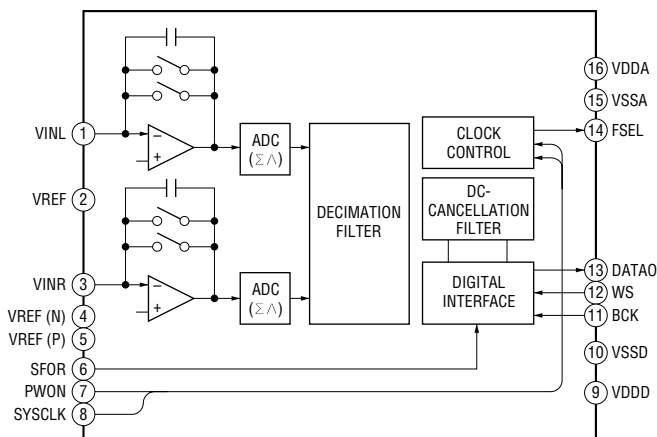 16 VDDA
15 VSSA
VINL 1
−
+
ADC
(ΣΛ)
CLOCK
CONTROL
14 FSEL
VREF 2
DECIMATION
FILTER
DC-
CANCELLATION
FILTER
VINR 3
−
+
ADC
(ΣΛ)
DIGITAL
INTERFACE
13 DATAO
12 WS
VREF (N) 4
11 BCK
VREF (P) 5
10 VSSD
SFOR 6
PWON 7
9 VDDD
SYSCLK 8